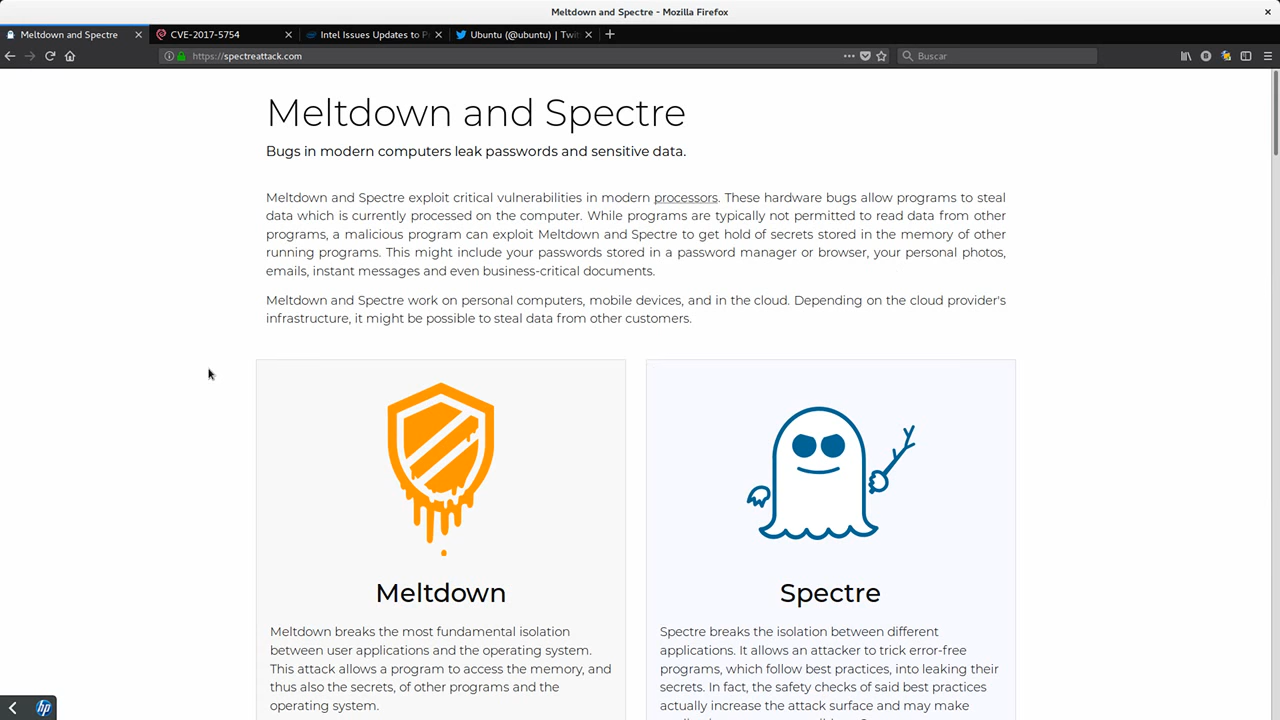 Meltdown and Spectre - Mozilla Firefox
Meltdown and Spectre
CVE-2017-5754
Intel Issues Updates to P
Ubuntu (@ubuntu) | Twit
https://spectreattack.com
Buscar
Meltdown and Spectre
Bugs in modern computers leak passwords and sensitive data.
Meltdown and Spectre exploit critical vulnerabilities in modern processors. These hardware bugs allow programs to steal
data which is currently processed on the computer. While programs are typically not permitted to read data from other
programs, a malicious program can exploit Meltdown and Spectre to get hold of secrets stored in the memory of other
running programs. This might include your passwords stored in a password manager or browser, your personal photos,
emails, instant messages and even business-critical documents.
Meltdown and Spectre work on personal computers, mobile devices, and in the cloud. Depending on the cloud provider's
infrastructure, it might be possible to steal data from other customers.
Meltdown
Meltdown breaks the most fundamental isolation
between user applications and the operating system.
This attack allows a program to access the memory, and
thus also the secrets, of other programs and the
operating system.
Spectre
Spectre breaks the isolation between different
applications. It allows an attacker to trick error-free
programs, which follow best practices, into leaking their
secrets. In fact, the safety checks of said best practices
actually increase the attack surface and may make
hp